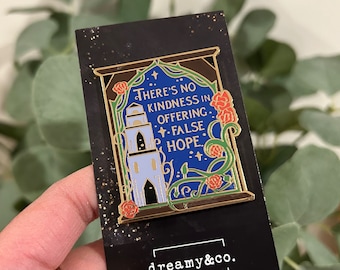 THERE'S NO
KINDNESS IN
OFFERING
FALSE
HOPE.
dreamy&co.